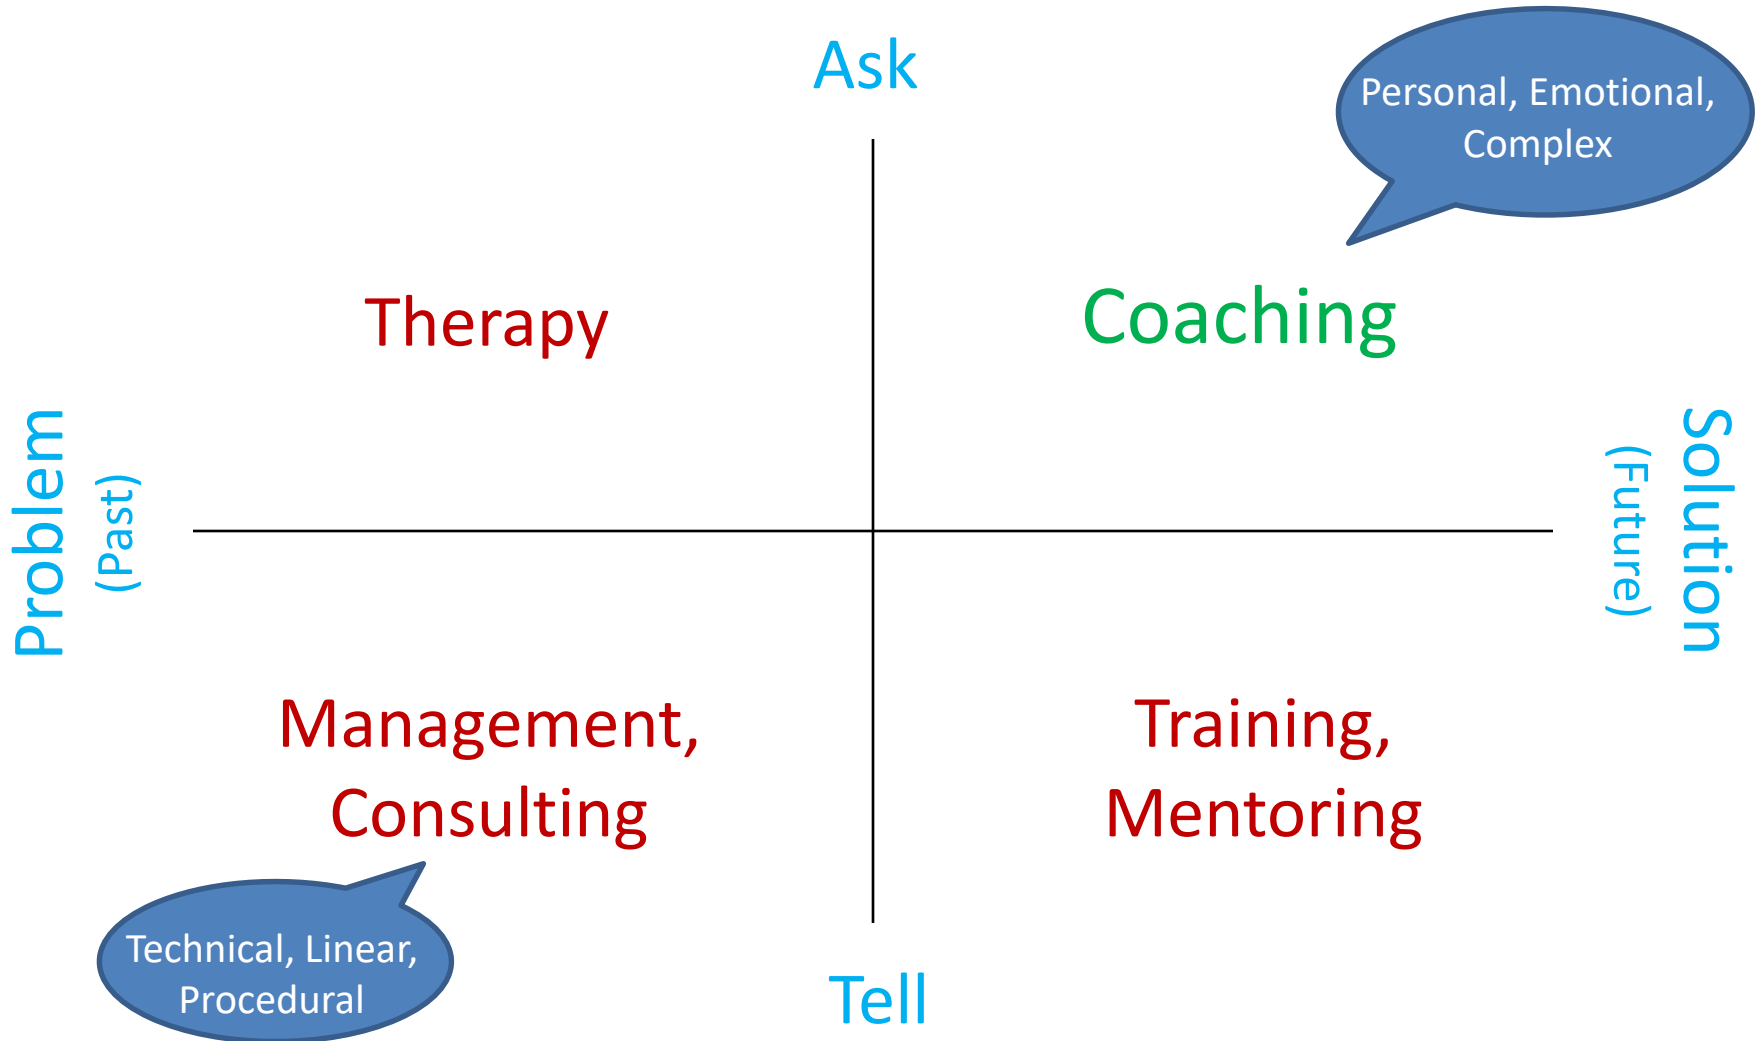 Ask
Personal, Emotional,
Complex
Therapy
Coaching
Problem
(Past)
Solution
(Future)
Management,
Consulting
Training,
Mentoring
Technical, Linear,
Procedural
Tell